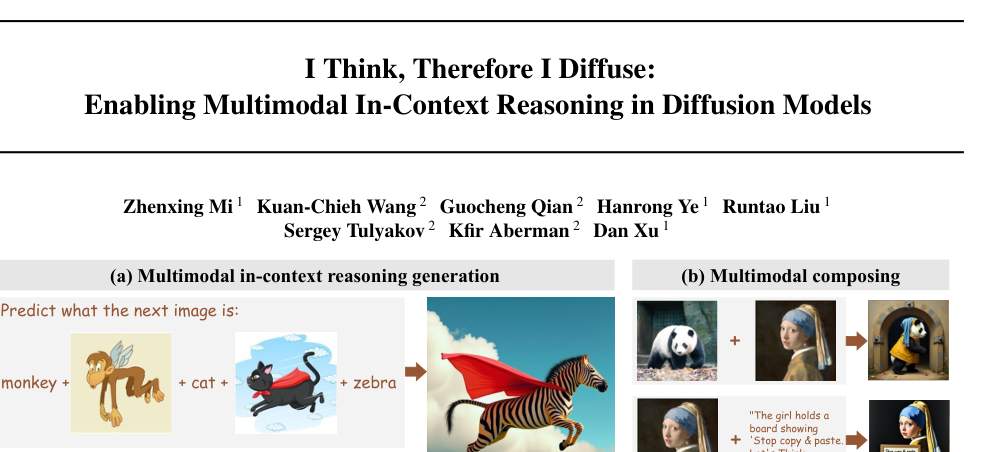 I Think, Therefore I Diffuse:
Enabling Multimodal In-Context Reasoning in Diffusion Models
Zhenxing Mi 1 Kuan-Chieh Wang 2 Guocheng Qian 2 Hanrong Ye 1 Runtao Liu 1
Sergey Tulyakov 2 Kfir Aberman 2 Dan Xu 1
(a) Multimodal in-context reasoning generation
Predict what the next image is:
monkey + + cat + + zebra
(b) Multimodal composing
+
+
"The girl holds a
board showing
'Stop copy & paste.